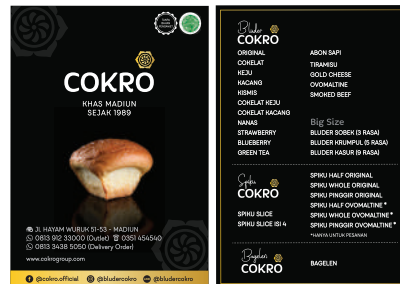 COKRO
KHAS MADIUN
SEJAK 1989
JL HAYAM WURUK 51-53 - MADIUN
0813 912 33000 (Outlet) 0351 454540
0813 3438 5050 (Delivery Order)
www.cokrogroup.com
@cokro.official @bludercokro @bludercokro
Bluder
COKRO
ORIGINAL
COKELAT
KEJU
KACANG
KISMIS
COKELAT KEJU
COKELAT KACANG
NANAS
STRAWBERRY
BLUEBERRY
GREEN TEA
ABON SAPI
TIRAMISU
GOLD CHEESE
OVOMALTINE
SMOKED BEEF
Big Size
BLUDER SOBEK (3 RASA)
BLUDER KRUMPUL (5 RASA)
BLUDER KASUR (9 RASA)
Spiku
COKRO
SPIKU SLICE
SPIKU SLICE ISI 4
SPIKU HALF ORIGINAL
SPIKU WHOLE ORIGINAL
SPIKU PINGGIR ORIGINAL
SPIKU HALF OVOMALTINE *
SPIKU WHOLE OVOMALTINE *
SPIKU PINGGIR OVOMALTINE *
*HANYA UNTUK PESANAN
Bagelen
COKRO
BAGELEN